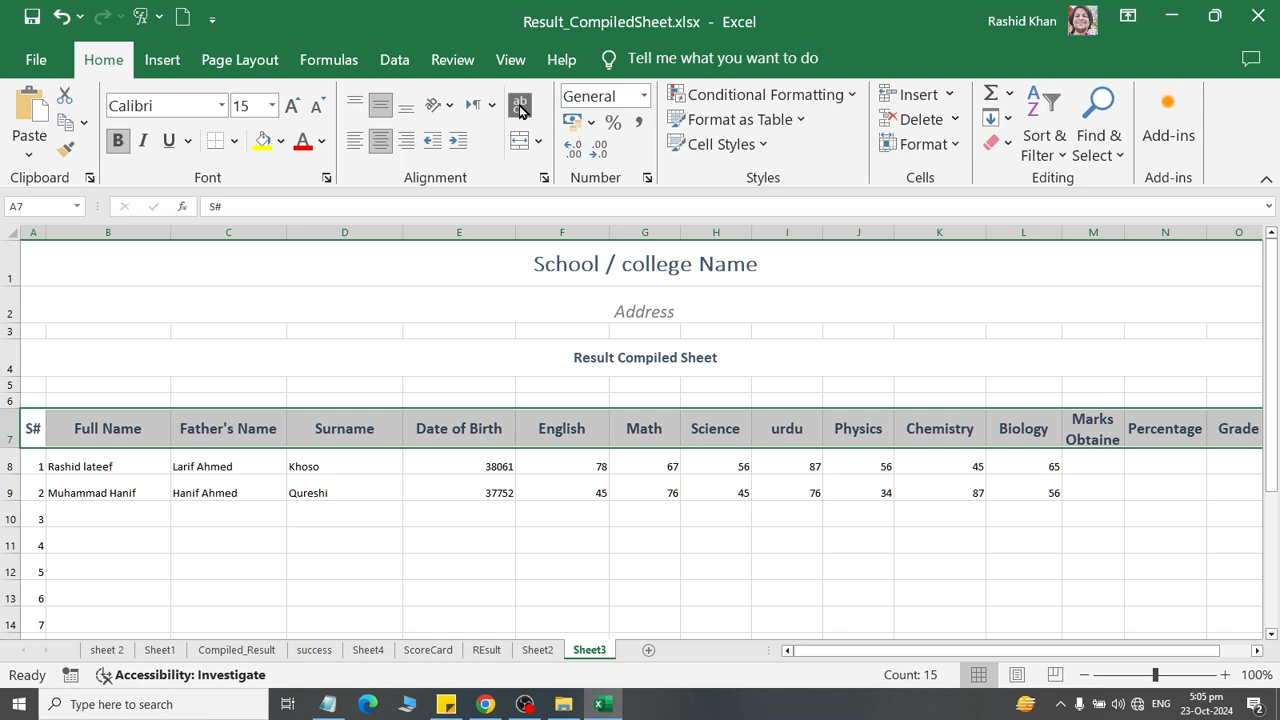 Result_CompiledSheet.xlsx - Excel
Rashid Khan
File Home Insert Page Layout Formulas Data Review View Help Tell me what you want to do
Calibri 15
General
Conditional Formatting
Insert
Format as Table
Delete
Cell Styles
Format
Paste
Sort & Filter
Find & Select
Add-ins
Clipboard Font Alignment Number Styles Cells Editing Add-ins
A7 S#
A B C D E F G H I J K L M N O
1 School / college Name
2 Address
3
4 Result Compiled Sheet
5
6
7 S# Full Name Father's Name Surname Date of Birth English Math Science urdu Physics Chemistry Biology Marks Obtaine Percentage Grade
8 1 Rashid lateef Larif Ahmed Khoso 38061 78 67 56 87 56 45 65
9 2 Muhammad Hanif Hanif Ahmed Qureshi 37752 45 76 45 76 34 87 56
10 3
11 4
12 5
13 6
14 7
sheet 2 Sheet1 Compiled_Result success Sheet4 ScoreCard REsult Sheet2 Sheet3
Ready Accessibility: Investigate Count: 15 100%
Type here to search
ENG
5:05 pm
23-Oct-2024
2